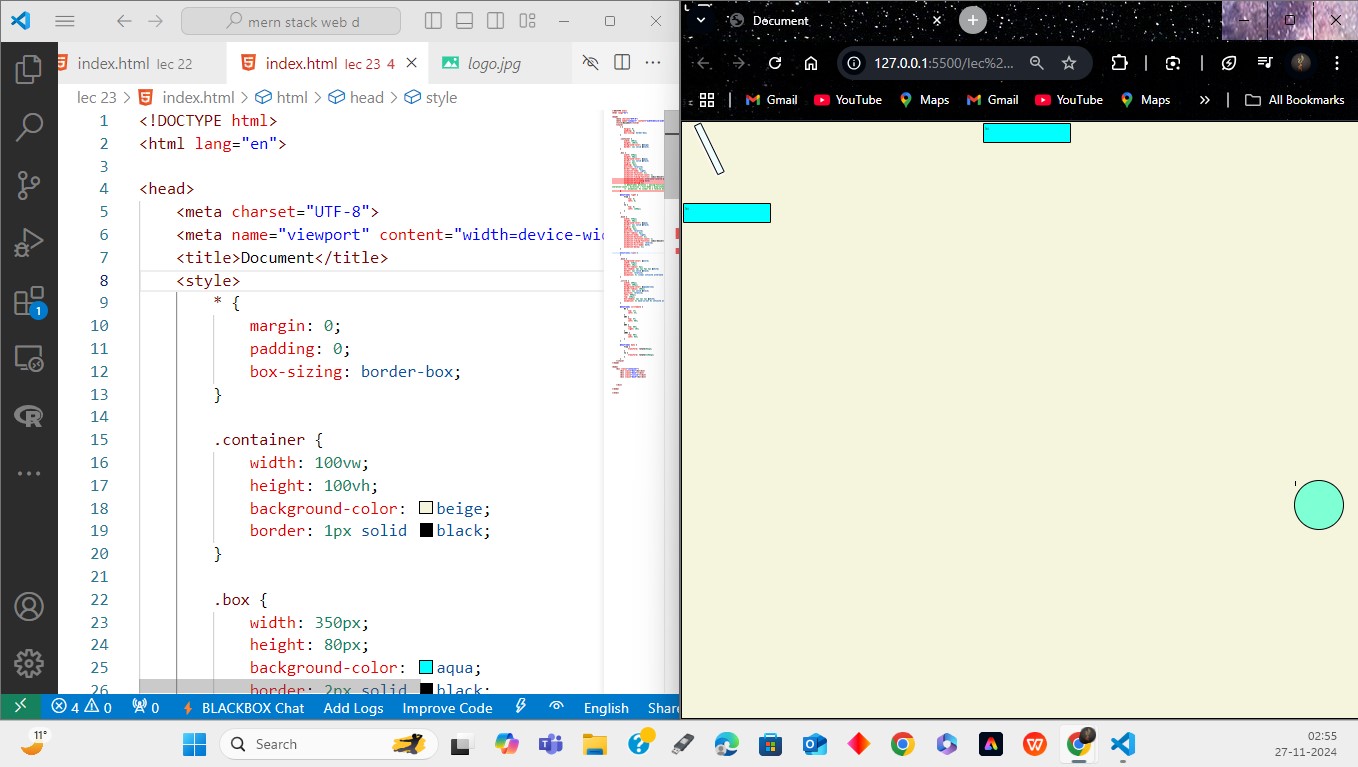 mern stack web d
index.html lec 22
index.html lec 23 4
logo.jpg
lec 23 > index.html > html > head > style
1 <!DOCTYPE html>
2 <html lang="en">
3
4 <head>
5 <meta charset="UTF-8">
6 <meta name="viewport" content="width=device-wid
7 <title>Document</title>
8 <style>
9 * {
10 margin: 0;
11 padding: 0;
12 box-sizing: border-box;
13 }
14
15 .container {
16 width: 100vw;
17 height: 100vh;
18 background-color: beige;
19 border: 1px solid black;
20 }
21
22 .box {
23 width: 350px;
24 height: 80px;
25 background-color: aqua;
26 border: 2px solid black;
1
4 0 0 BLACKBOX Chat Add Logs Improve Code English Share
Document
127.0.0.1:5500/lec%2...
Gmail YouTube Maps Gmail YouTube Maps » All Bookmarks
11°
Search
02:55
27-11-2024